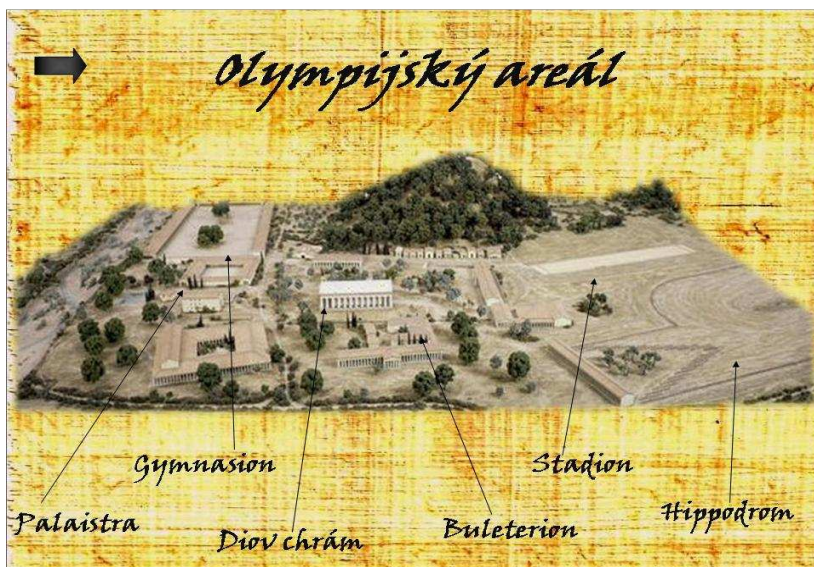 Olympijský areál
Gymnasion
Stadion
Palaistra
Diov chrám
Buleterion
Hippodrom